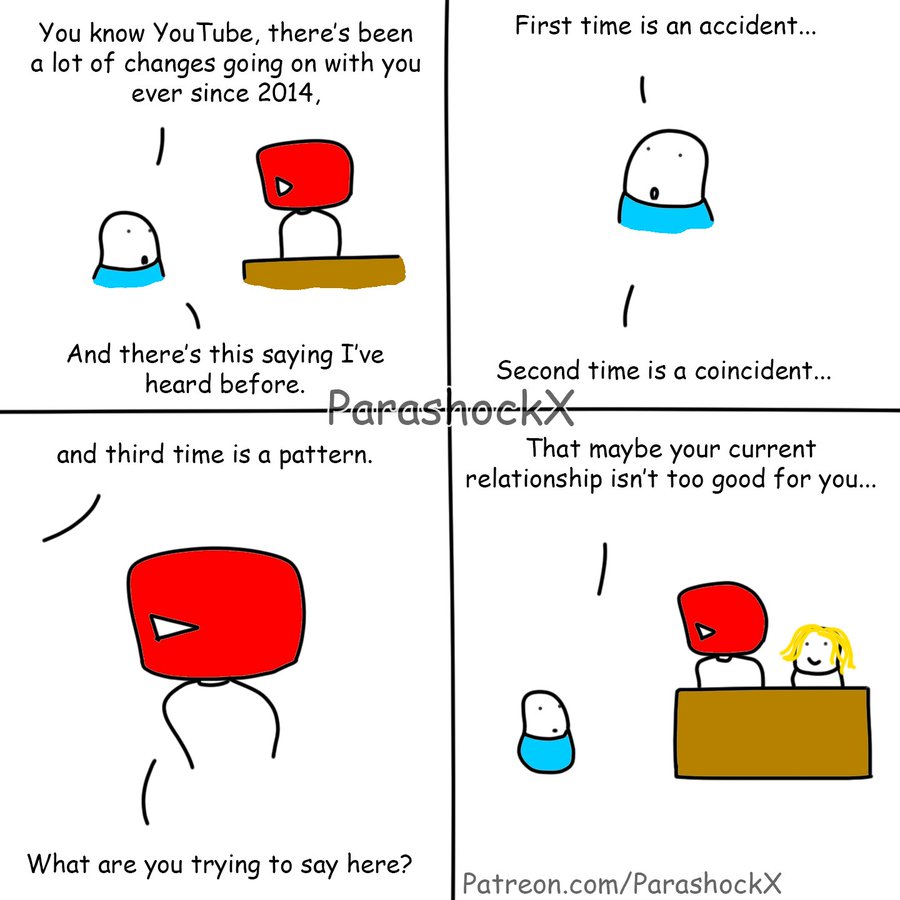 You know YouTube, there's been
a lot of changes going on with you
ever since 2014,
And there's this saying I've
heard before.
First time is an accident...
Second time is a coincident...
and third time is a pattern.
What are you trying to say here?
That maybe your current
relationship isn't too good for you...
ParashockX
Patreon.com/ParashockX